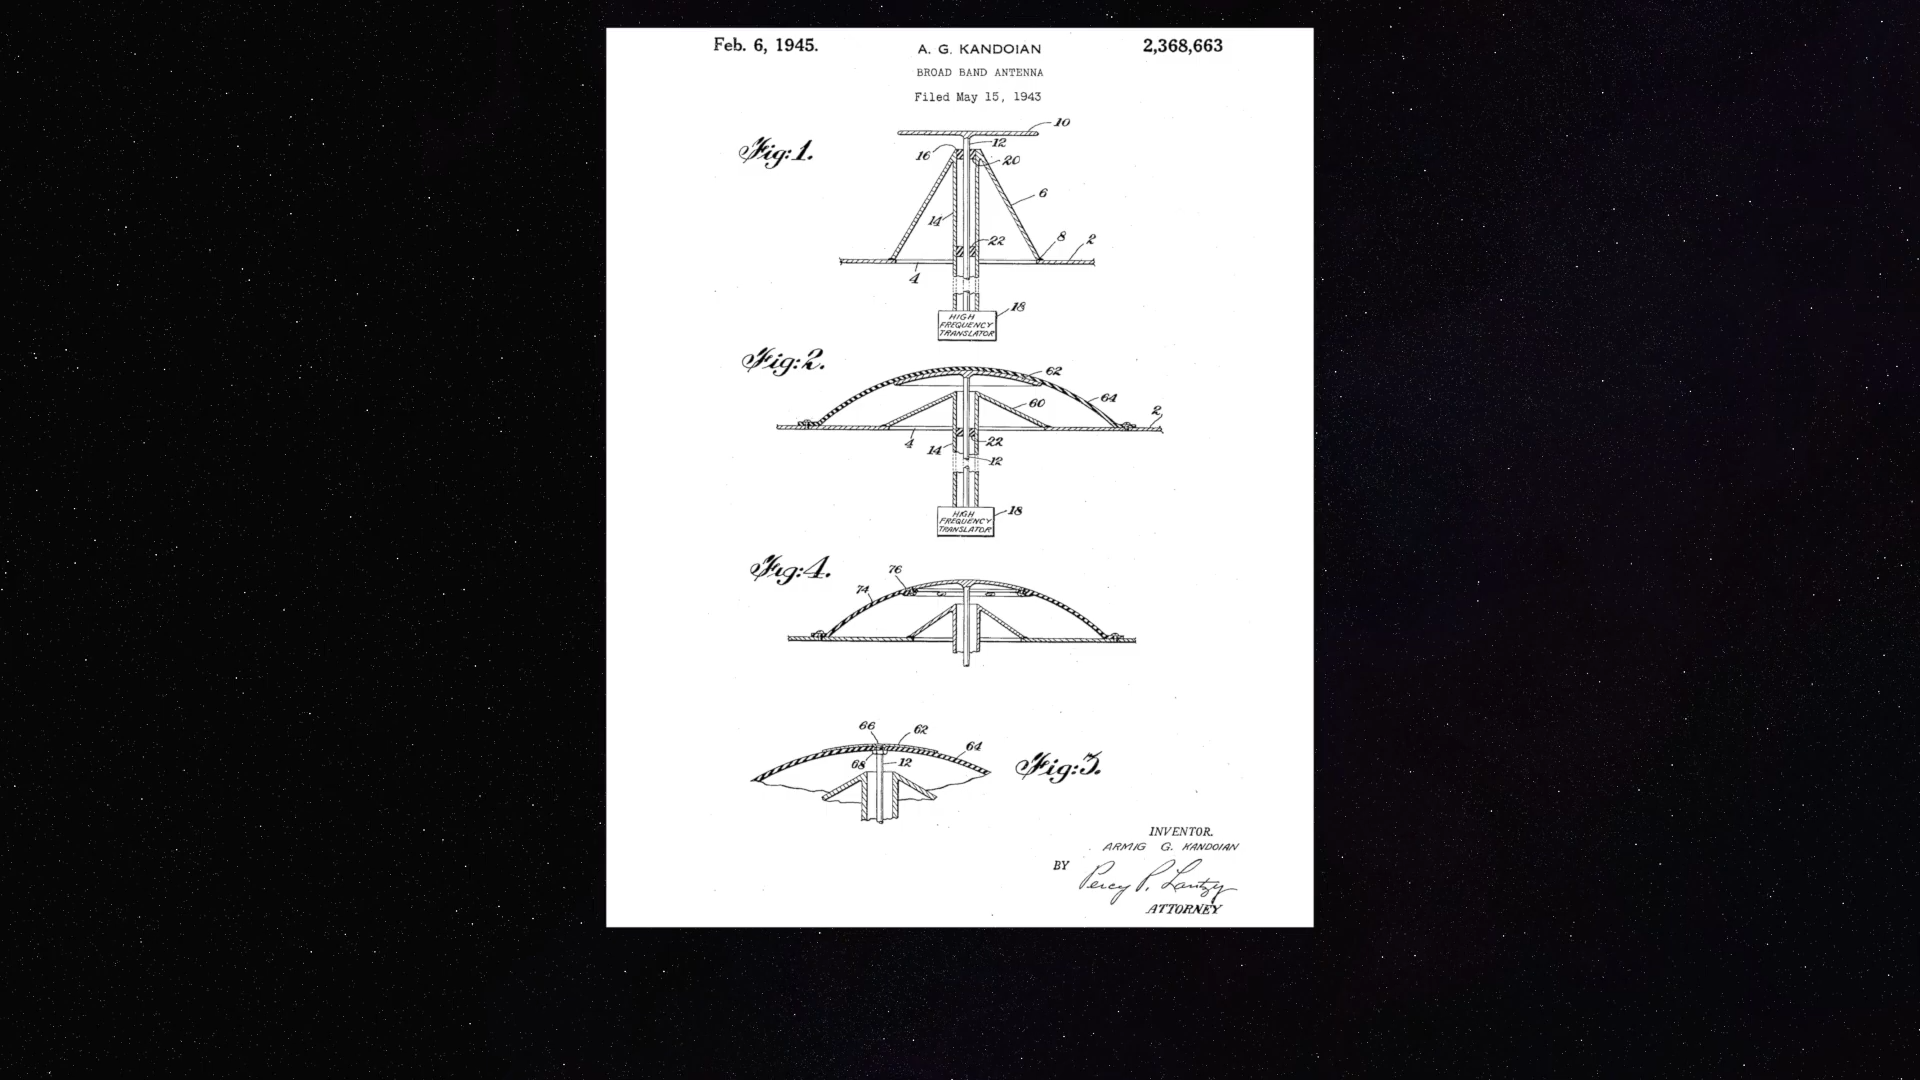 Feb. 6, 1945.
A. G. KANDOIAN
2,368,663
BROAD BAND ANTENNA
Filed May 15, 1943
Fig:1.
10
12
16
20
6
14
22
8
2
4
18
HIGH
FREQUENCY
TRANSLATOR
Fig:2.
62
64
60
2
4
22
14
12
18
HIGH
FREQUENCY
TRANSLATOR
Fig:4.
76
74
66
62
64
68
12
Fig:3.
INVENTOR.
ARMIG G. KANDOIAN
BY
Percy P. Lantzy
ATTORNEY